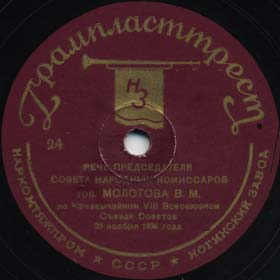 Грампласттрест
НЗ
24
РЕЧЬ ПРЕДСЕДАТЕЛЯ
СОВЕТА НАРОДНЫХ КОМИССАРОВ
тов. МОЛОТОВА В. М.
на Чрезвычайном VIII Всесоюзном
Съезде Советов
29 ноября 1936 года
НАРКОМТЯЖПРОМ ★ СССР ★ НОГИНСКИЙ ЗАВОД